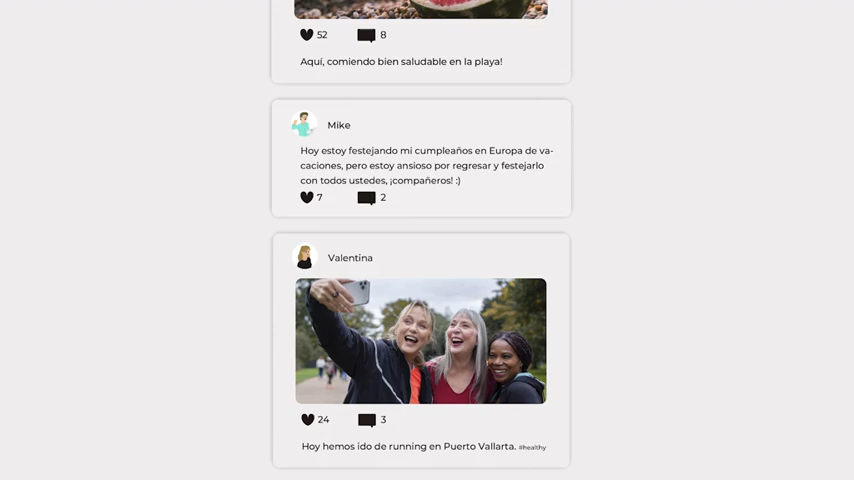 52 8
Aquí, comiendo bien saludable en la playa!
Mike
Hoy estoy festejando mi cumpleaños en Europa de va-
caciones, pero estoy ansioso por regresar y festejarlo
con todos ustedes, ¡compañeros! :)
7 2
Valentina
24 3
Hoy hemos ido de running en Puerto Vallarta. #healthy